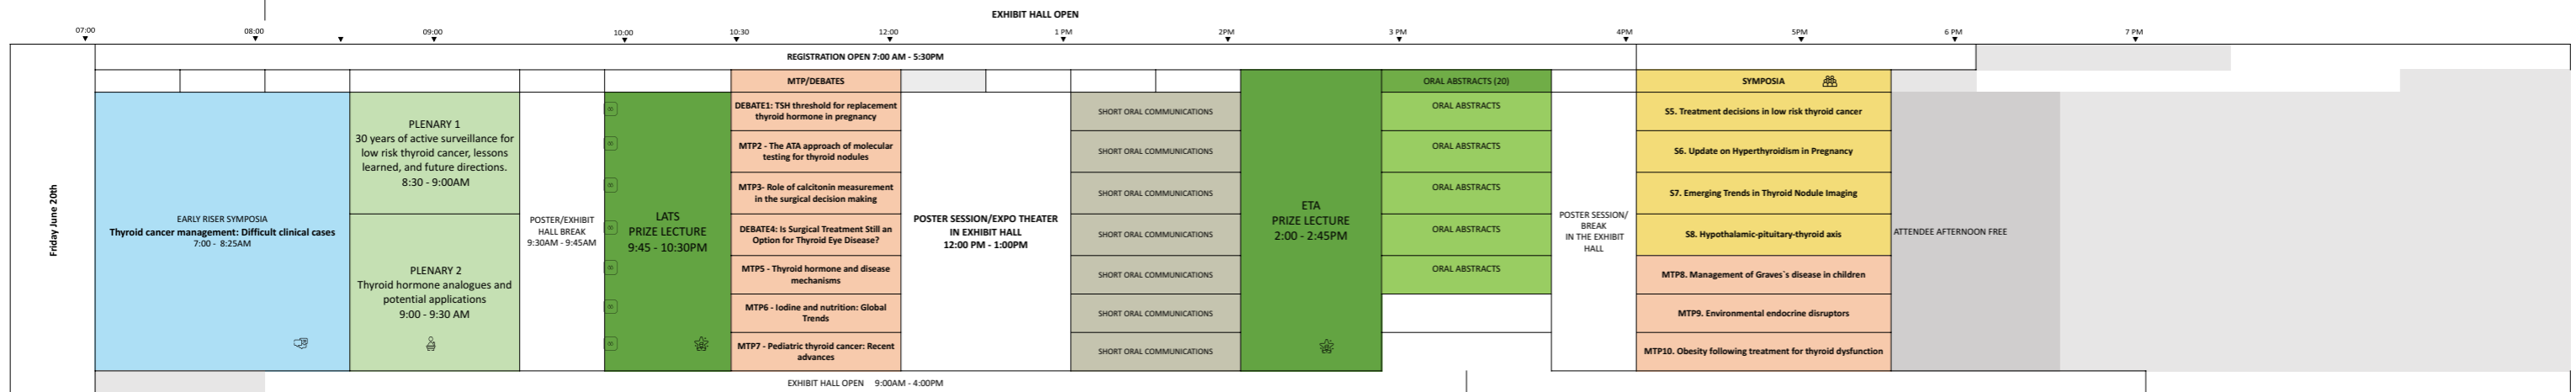 EXHIBIT HALL OPEN
07:00
08:00
09:00
10:00
10:30
12:00
1 PM
2PM
3 PM
4PM
5PM
6 PM
7 PM
REGISTRATION OPEN 7:00 AM - 5:30PM
Friday June 20th
EARLY RISER SYMPOSIA
Thyroid cancer management: Difficult clinical cases
7:00 - 8:25AM
PLENARY 1
30 years of active surveillance for
low risk thyroid cancer, lessons
learned, and future directions.
8:30 - 9:00AM
PLENARY 2
Thyroid hormone analogues and
potential applications
9:00 - 9:30 AM
POSTER/EXHIBIT
HALL BREAK
9:30AM - 9:45AM
LATS
PRIZE LECTURE
9:45 - 10:30PM
MTP/DEBATES
DEBATE1: TSH threshold for replacement
thyroid hormone in pregnancy
MTP2 - The ATA approach of molecular
testing for thyroid nodules
MTP3- Role of calcitonin measurement
in the surgical decision making
DEBATE4: Is Surgical Treatment Still an
Option for Thyroid Eye Disease?
MTP5 - Thyroid hormone and disease
mechanisms
MTP6 - Iodine and nutrition: Global
Trends
MTP7 - Pediatric thyroid cancer: Recent
advances
POSTER SESSION/EXPO THEATER
IN EXHIBIT HALL
12:00 PM - 1:00PM
SHORT ORAL COMMUNICATIONS
SHORT ORAL COMMUNICATIONS
SHORT ORAL COMMUNICATIONS
SHORT ORAL COMMUNICATIONS
SHORT ORAL COMMUNICATIONS
SHORT ORAL COMMUNICATIONS
SHORT ORAL COMMUNICATIONS
ETA
PRIZE LECTURE
2:00 - 2:45PM
ORAL ABSTRACTS (20)
ORAL ABSTRACTS
ORAL ABSTRACTS
ORAL ABSTRACTS
ORAL ABSTRACTS
ORAL ABSTRACTS
POSTER SESSION/
BREAK
IN THE EXHIBIT
HALL
SYMPOSIA
S5. Treatment decisions in low risk thyroid cancer
S6. Update on Hyperthyroidism in Pregnancy
S7. Emerging Trends in Thyroid Nodule Imaging
S8. Hypothalamic-pituitary-thyroid axis
MTP8. Management of Graves`s disease in children
MTP9. Environmental endocrine disruptors
MTP10. Obesity following treatment for thyroid dysfunction
ATTENDEE AFTERNOON FREE
EXHIBIT HALL OPEN 9:00AM - 4:00PM